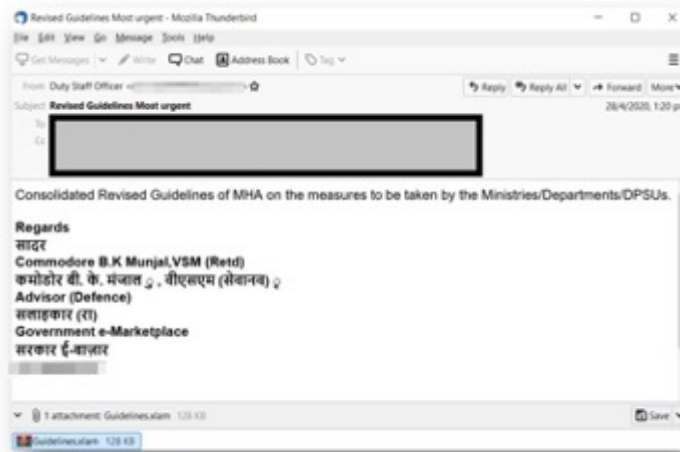 Revised Guidelines Most urgent - Mozilla Thunderbird
File Edit View Go Message Tools Help
Get Messages Write Chat Address Book Tag
From Duty Staff Officer
Reply Reply All Forward More
Subject Revised Guidelines Most urgent 28/4/2020, 1:20 p
To
Cc
Consolidated Revised Guidelines of MHA on the measures to be taken by the Ministries/Departments/DPSUs.
Regards
सादर
Commodore B.K Munjal,VSM (Retd)
कमोडोर बी. के. मंजाल ु , वीएसएम (सेवानव) ृ
Advisor (Defence)
सलाहकार (रा)
Government e-Marketplace
सरकार ई-बाज़ार
1 attachment: Guidelines.xlam 128 KB
Save
Guidelines.xlam 128 KB